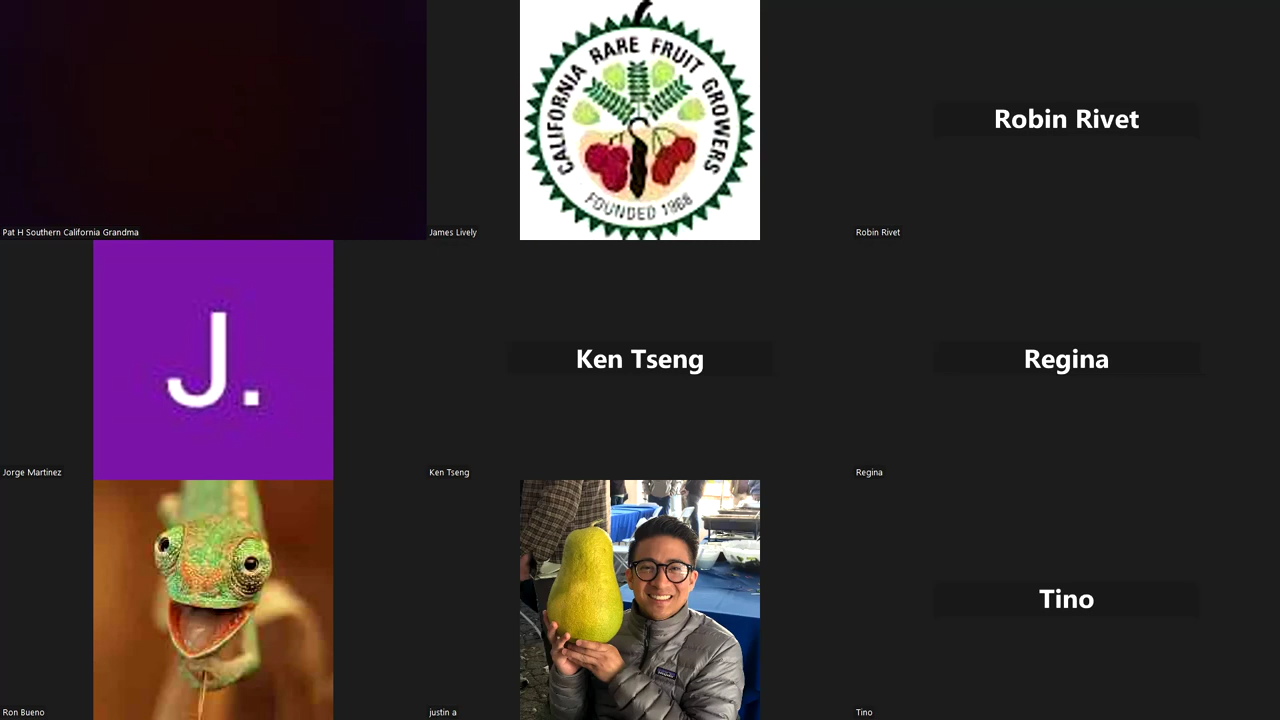 CALIFORNIA RARE FRUIT GROWERS
FOUNDED 1968
Robin Rivet
Pat H Southern California Grandma
James Lively
Robin Rivet
J.
Ken Tseng
Regina
Jorge Martinez
Ken Tseng
Regina
Tino
Ron Bueno
justin a
Tino